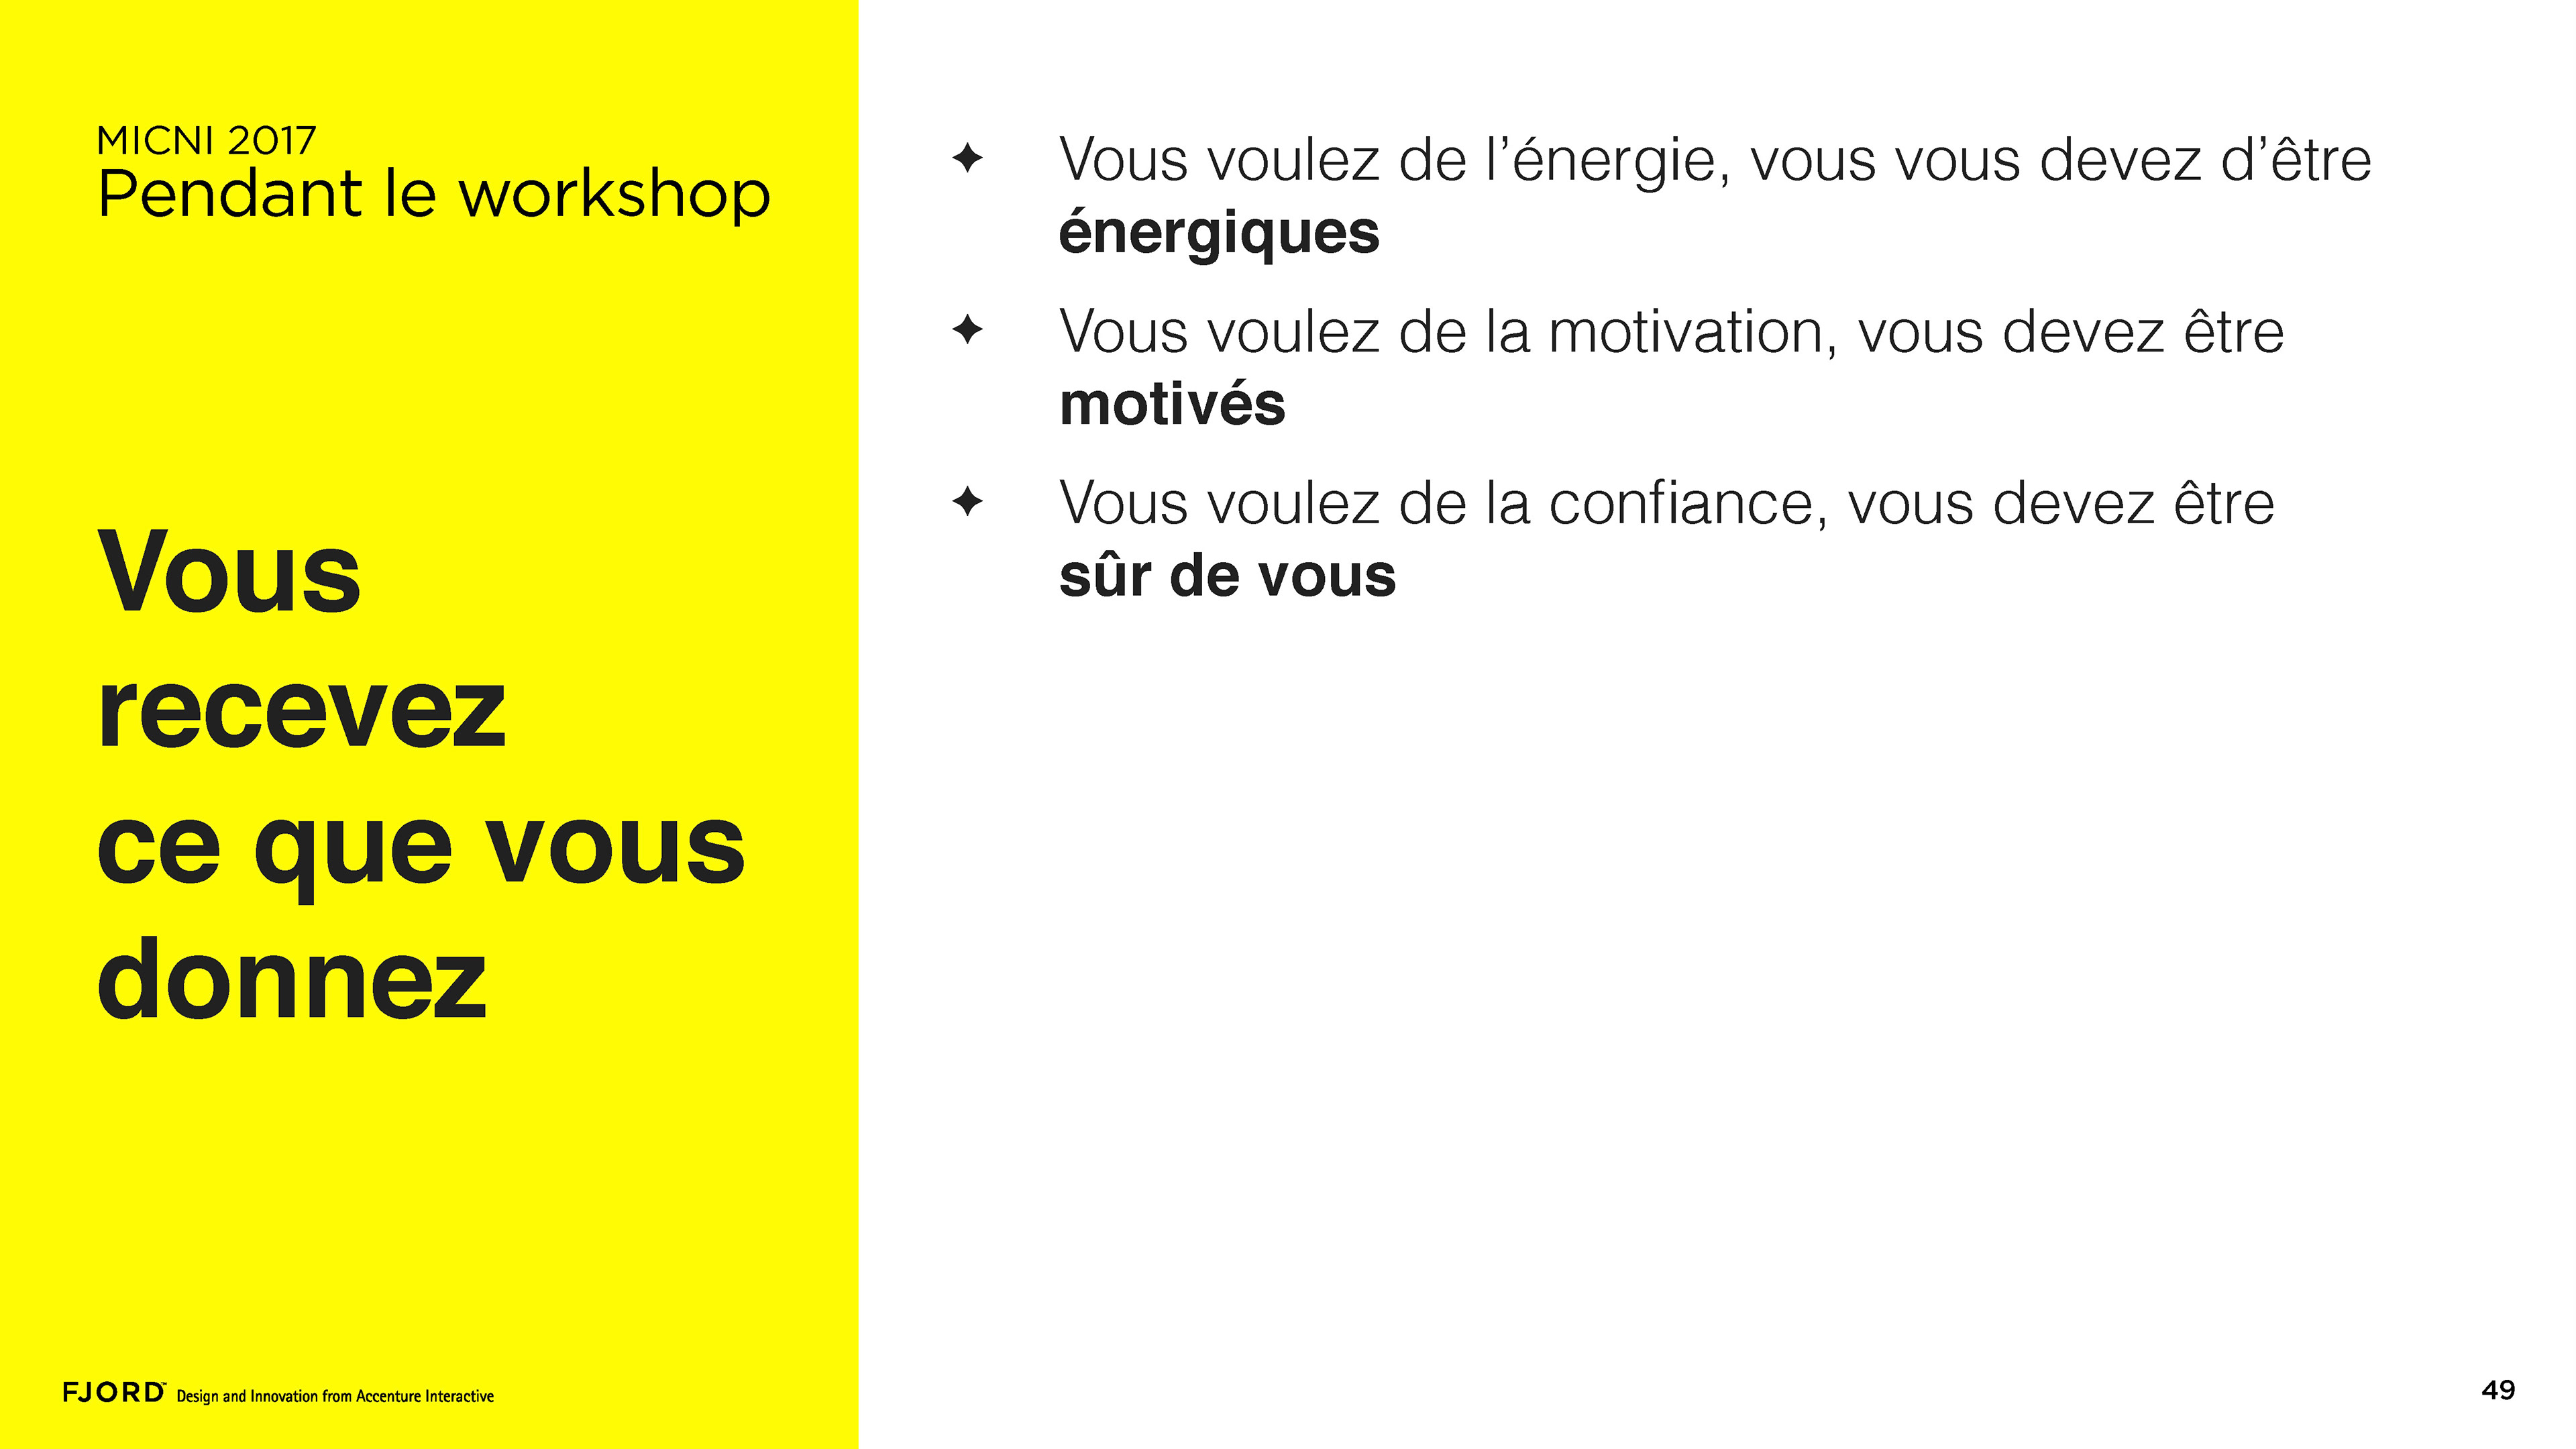 MICNI 2017
Pendant le workshop
Vous
recevez
ce que vous
donnez
✦ Vous voulez de l’énergie, vous vous devez d’être
énergiques
✦ Vous voulez de la motivation, vous devez être
motivés
✦ Vous voulez de la confiance, vous devez être
sûr de vous
FJORD™ Design and Innovation from Accenture Interactive
49